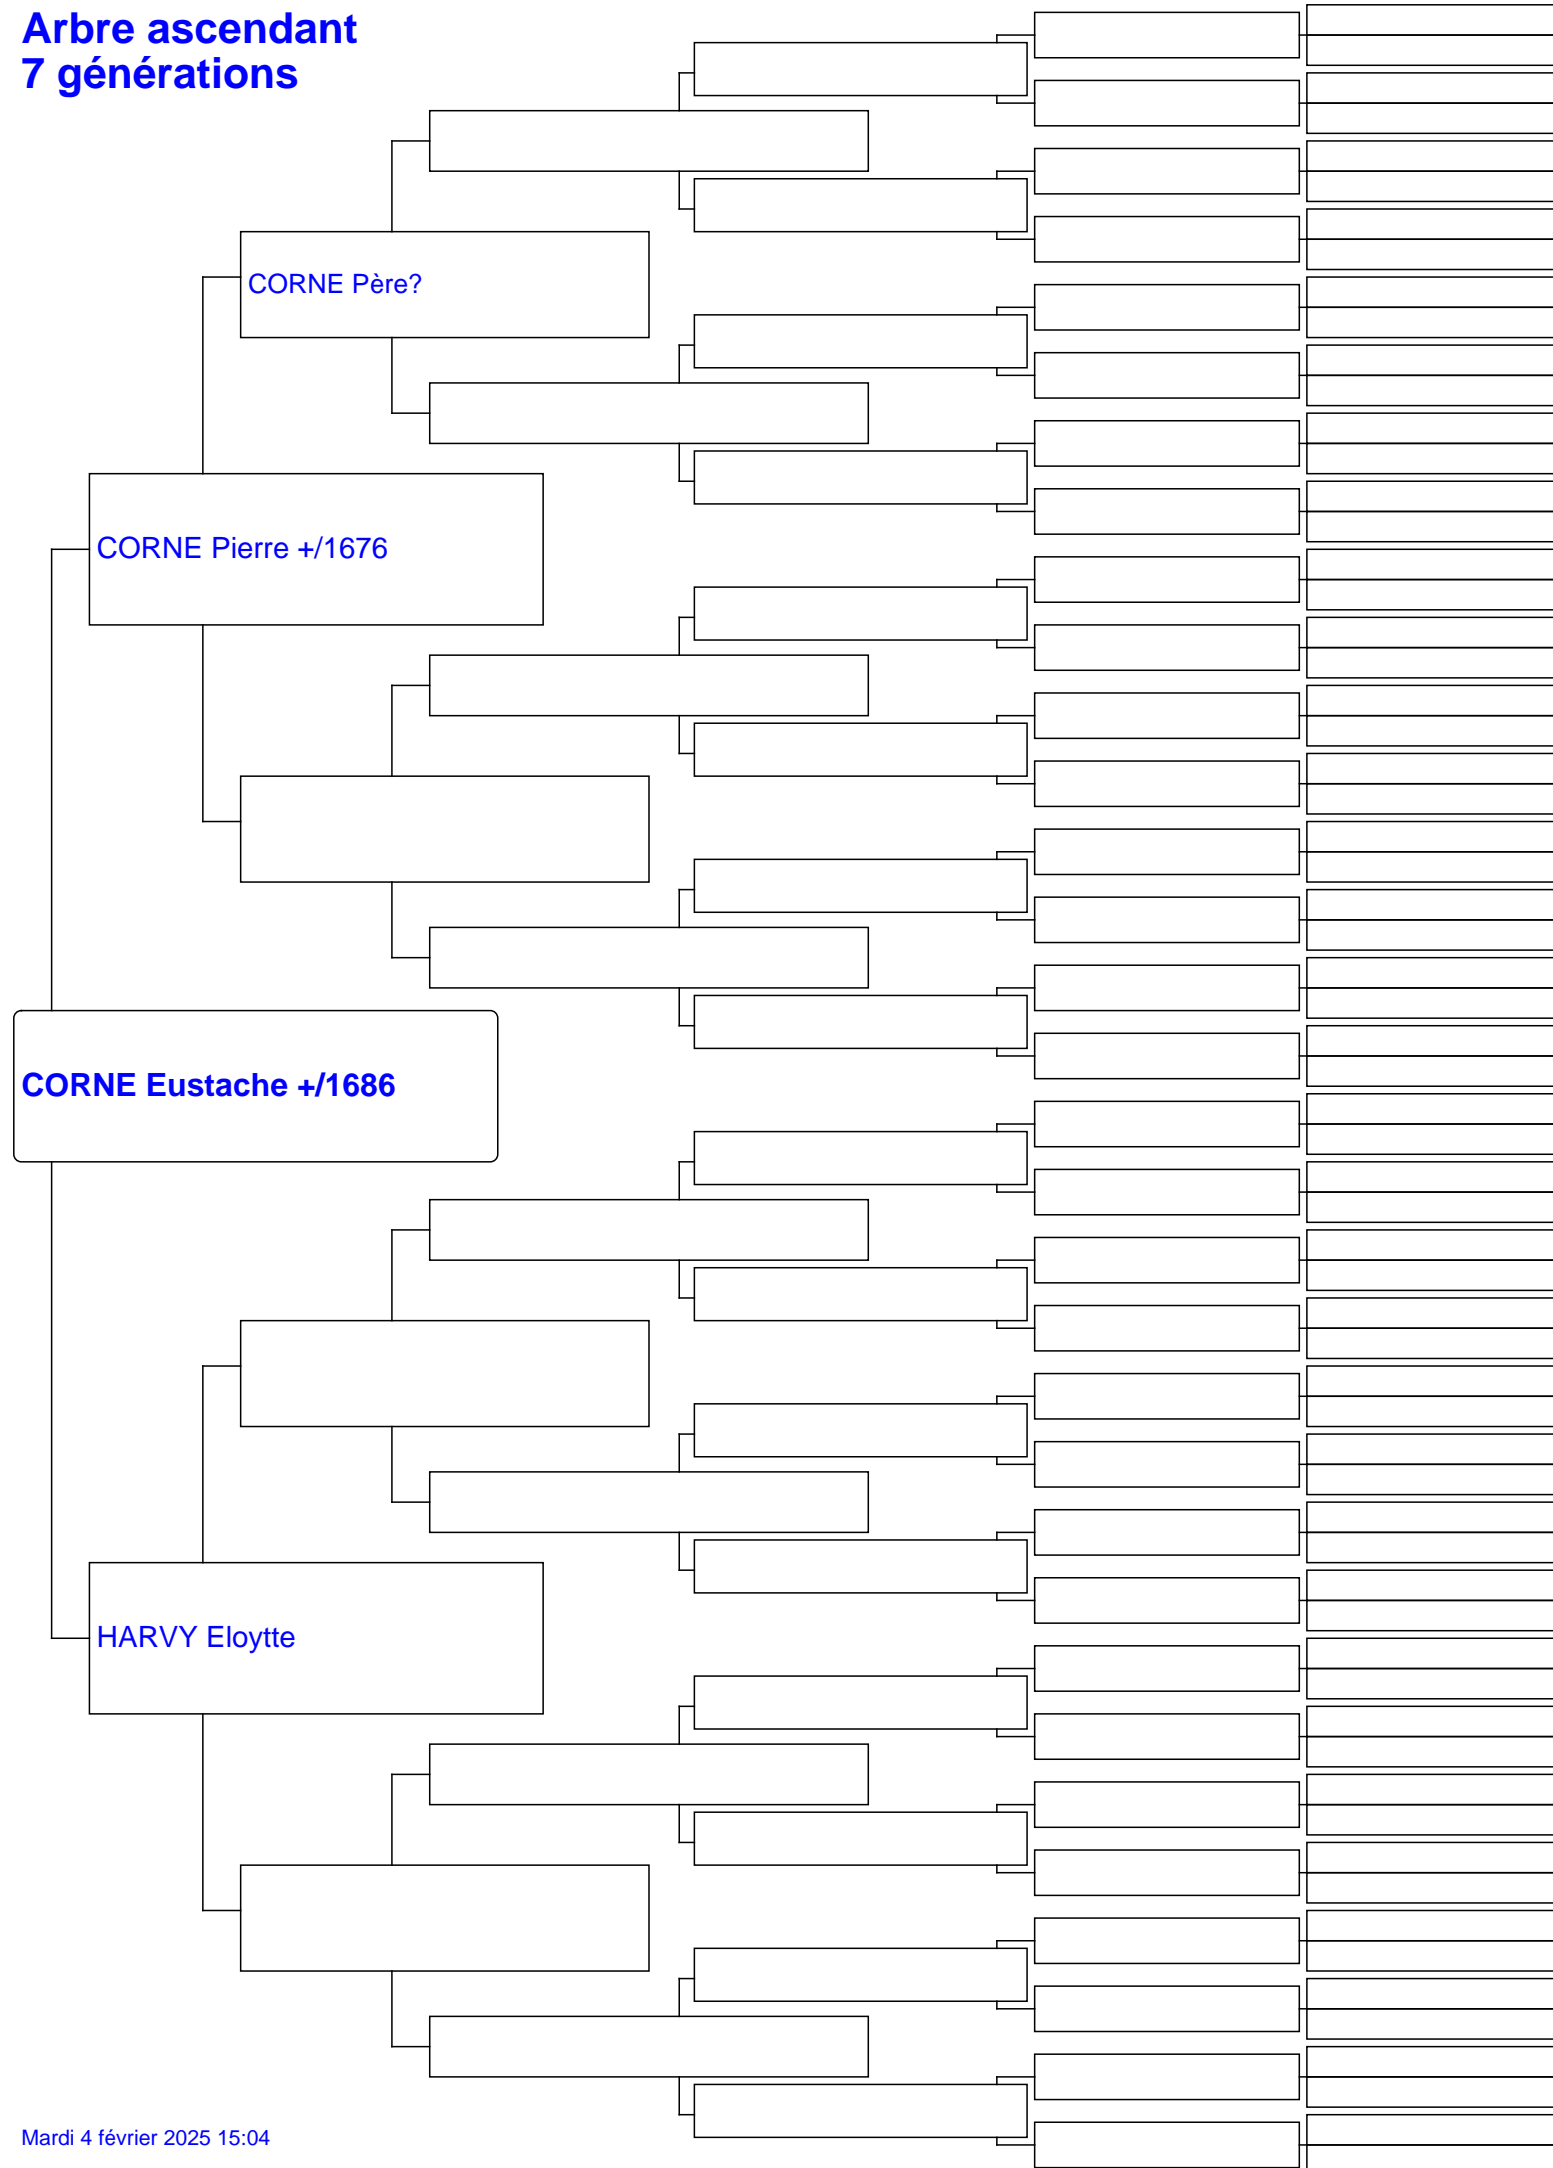 Arbre ascendant
7 générations
CORNE Père?
CORNE Pierre +/1676
CORNE Eustache +/1686
HARVY Eloytte
Mardi 4 février 2025 15:04